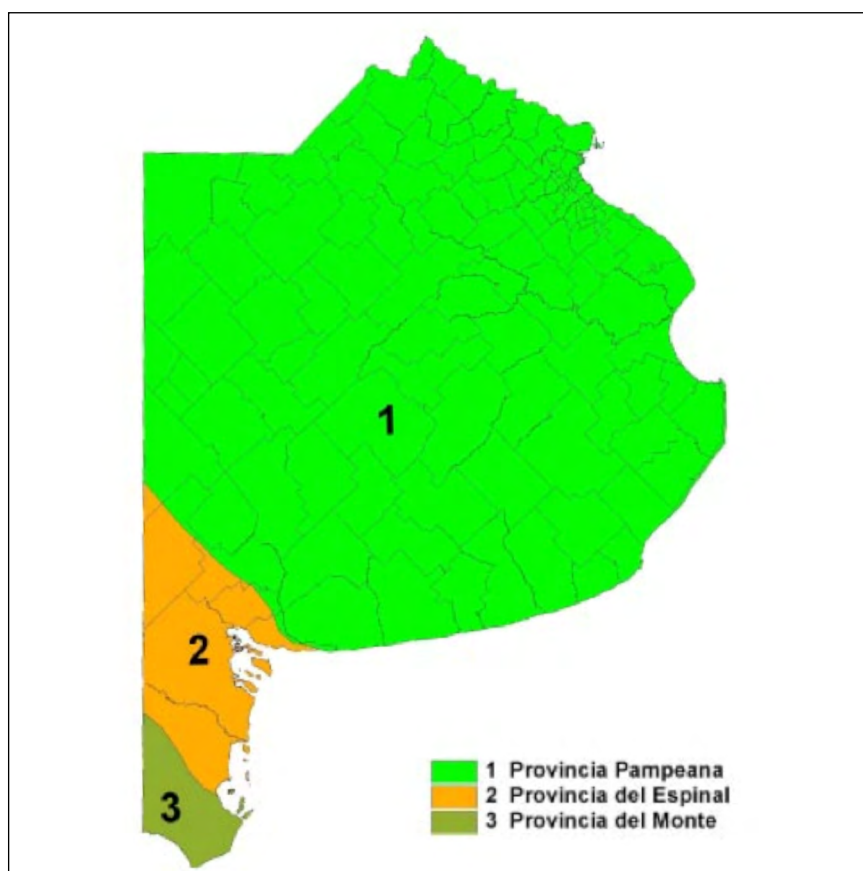 1
2
3
1 Provincia Pampeana
2 Provincia del Espinal
3 Provincia del Monte